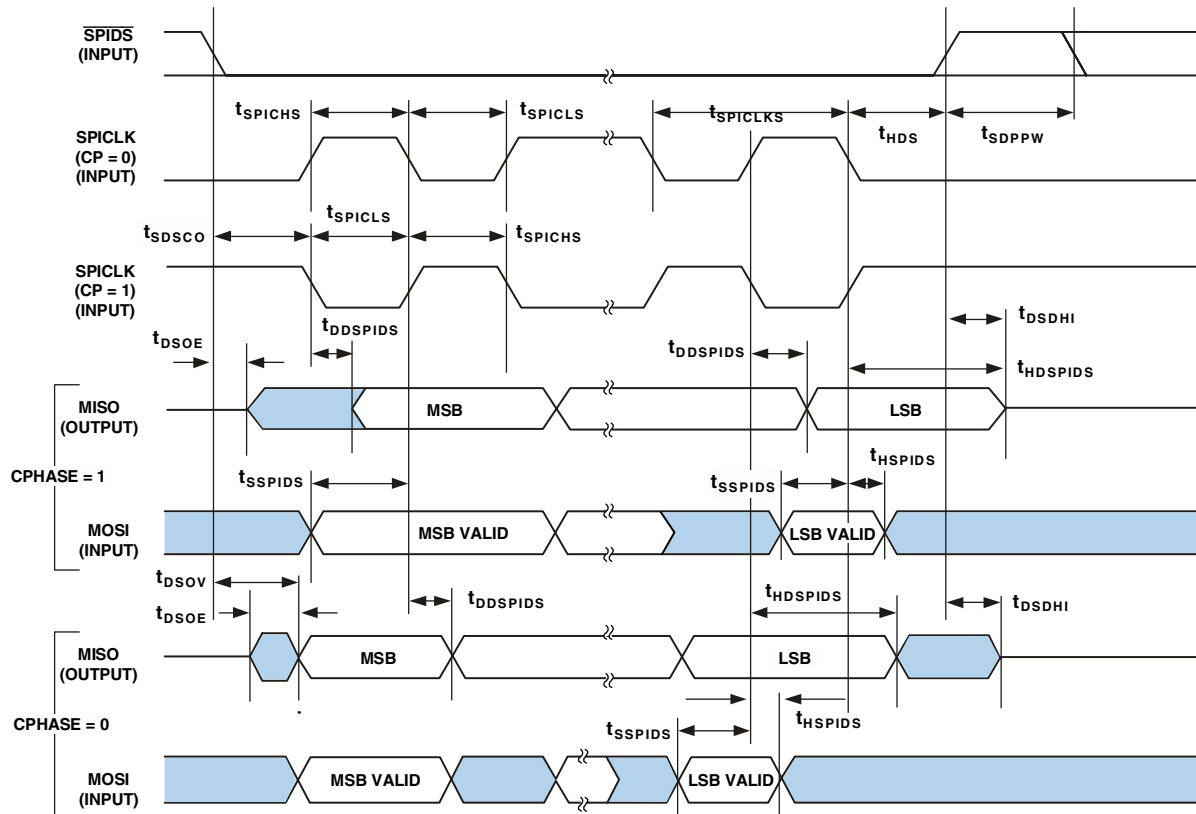 SPIDS
(INPUT)
tSPICHS
tSPICLS
tSPICLKS
tHDS
tSDPPW
SPICLK
(CP = 0)
(INPUT)
tSDSCO
tSPICLS
tSPICHS
SPICLK
(CP = 1)
(INPUT)
tDSOE
tDDSPIDS
tDDSPIDS
tDSDHI
tHDSPIDS
MISO
(OUTPUT)
MSB
LSB
CPHASE = 1
tSSPIDS
tSSPIDS
tHSPIDS
MOSI
(INPUT)
MSB VALID
LSB VALID
tDSOV
tDSOE
tDDSPIDS
tHDSPIDS
tDSDHI
MISO
(OUTPUT)
MSB
LSB
CPHASE = 0
tSSPIDS
tHSPIDS
MOSI
(INPUT)
MSB VALID
LSB VALID